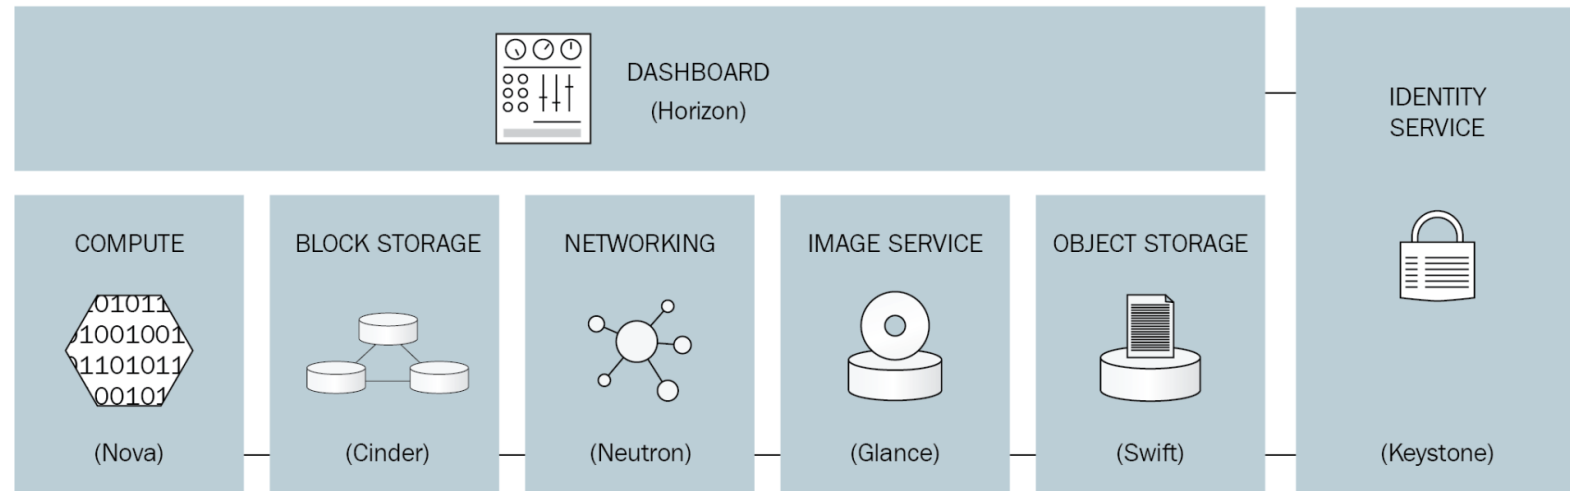 DASHBOARD
(Horizon)
IDENTITY
SERVICE
COMPUTE
BLOCK STORAGE
NETWORKING
IMAGE SERVICE
OBJECT STORAGE
01011
1001001
1101011
00101
(Nova)
(Cinder)
(Neutron)
(Glance)
(Swift)
(Keystone)